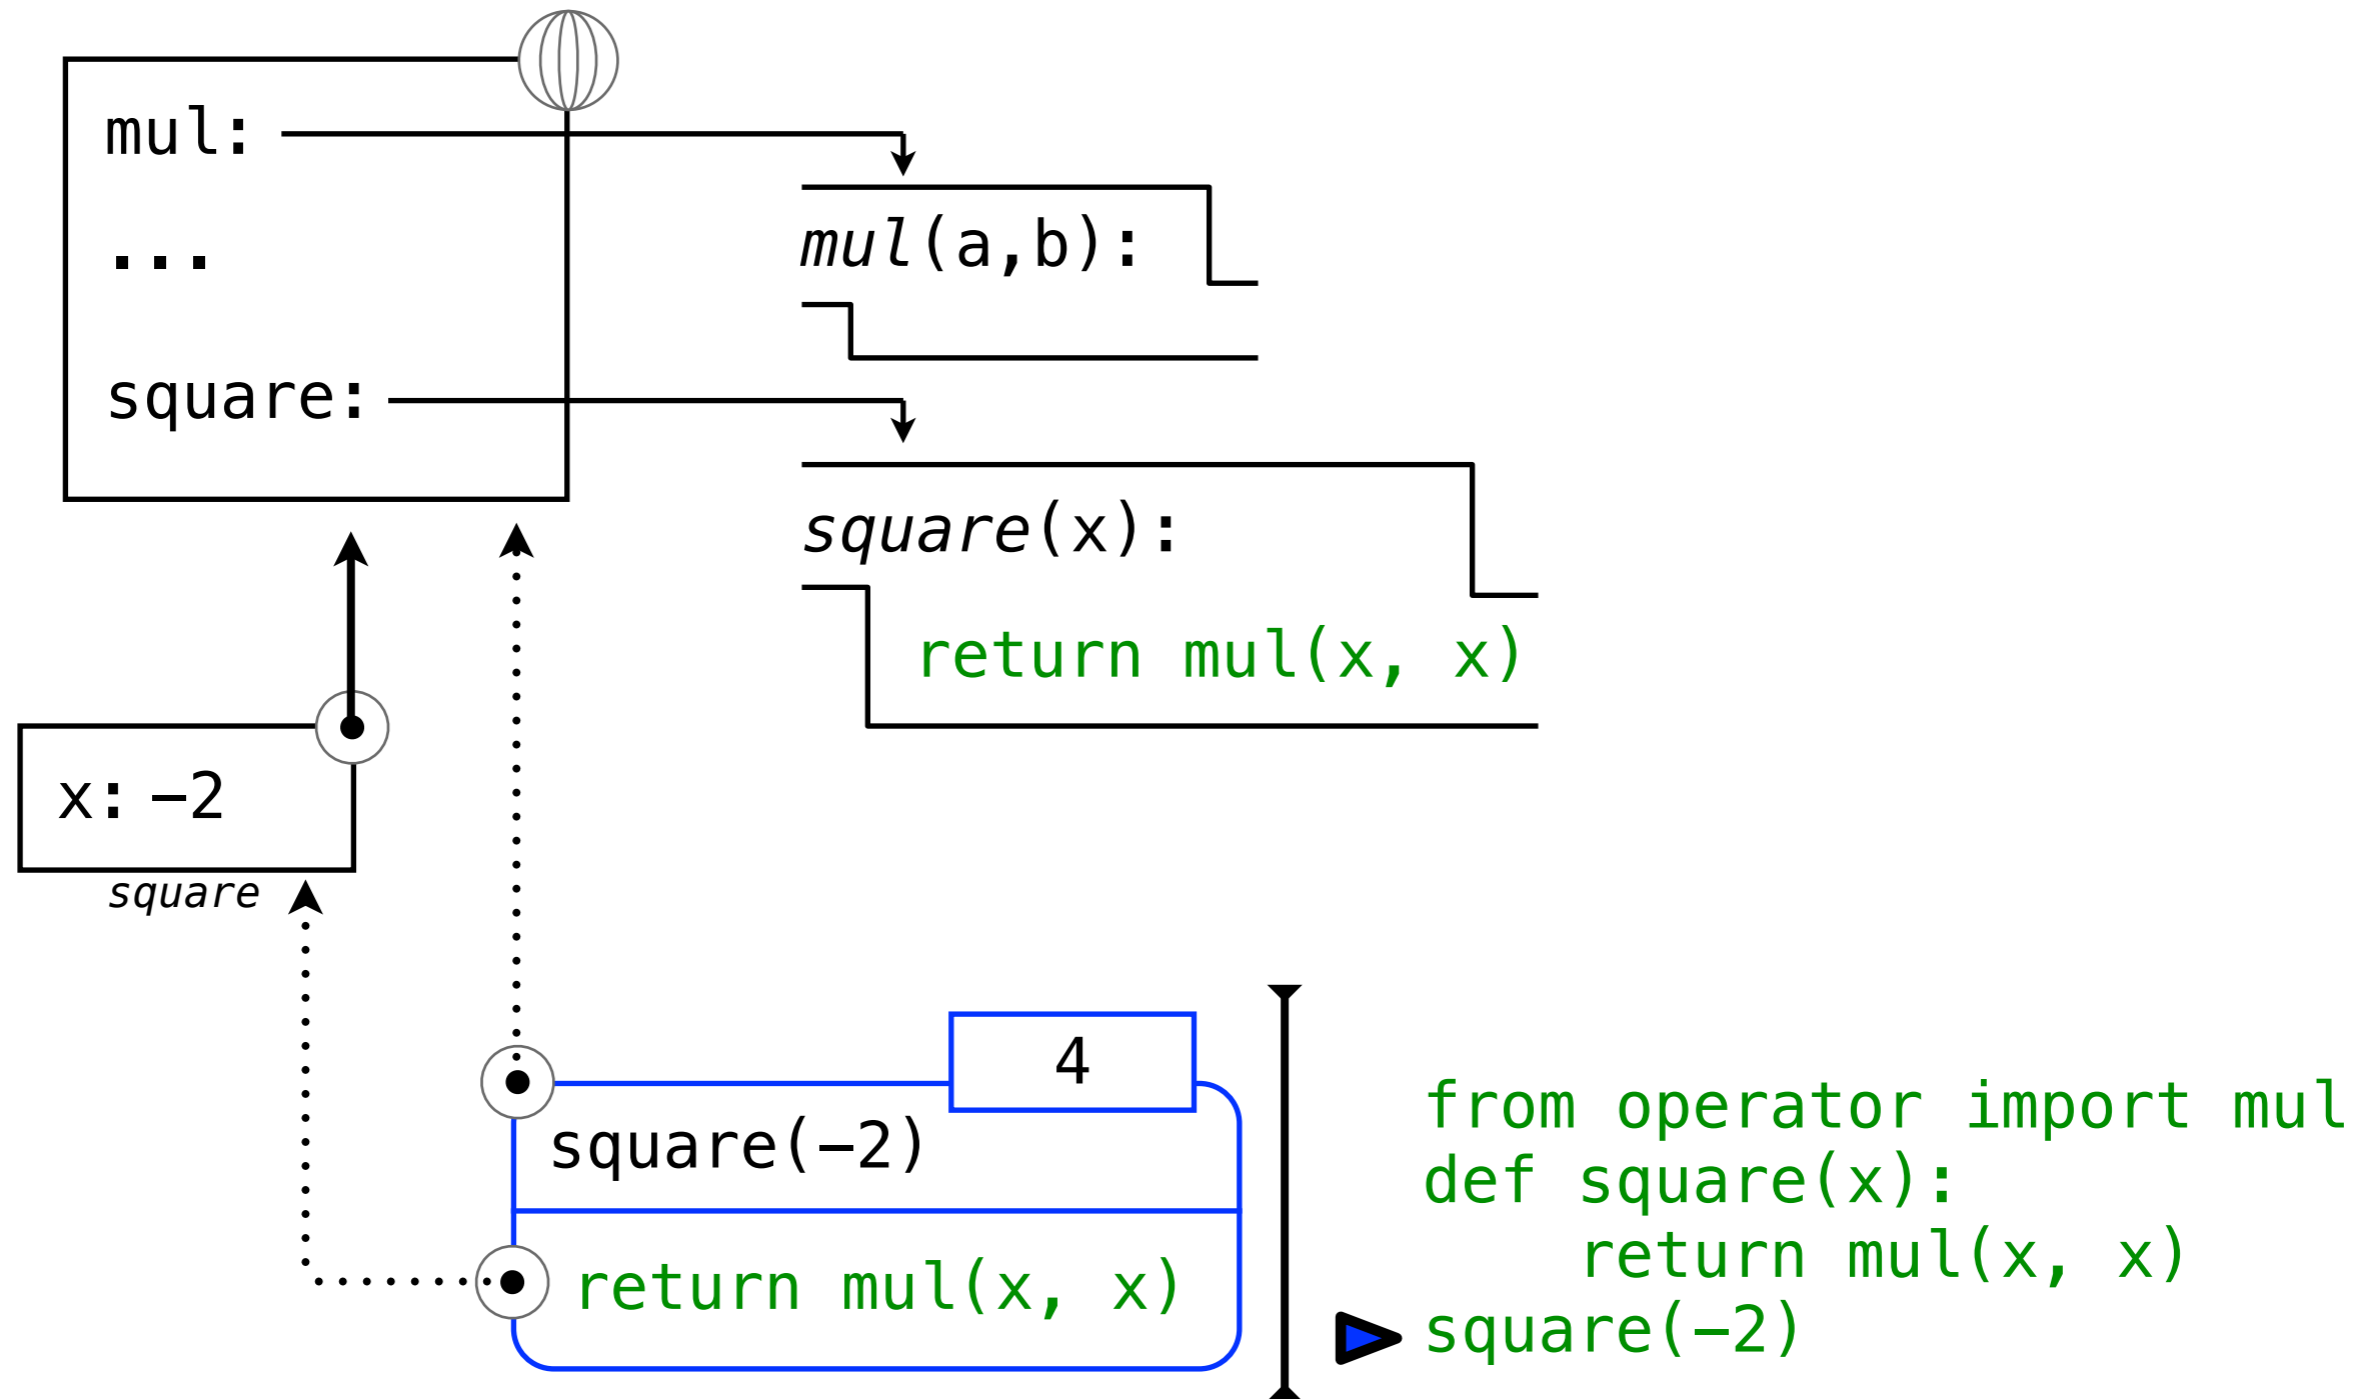 mul:
...
square:
mul(a,b):
square(x):
return mul(x, x)
x: −2
square
4
square(−2)
return mul(x, x)
from operator import mul
def square(x):
    return mul(x, x)
square(−2)